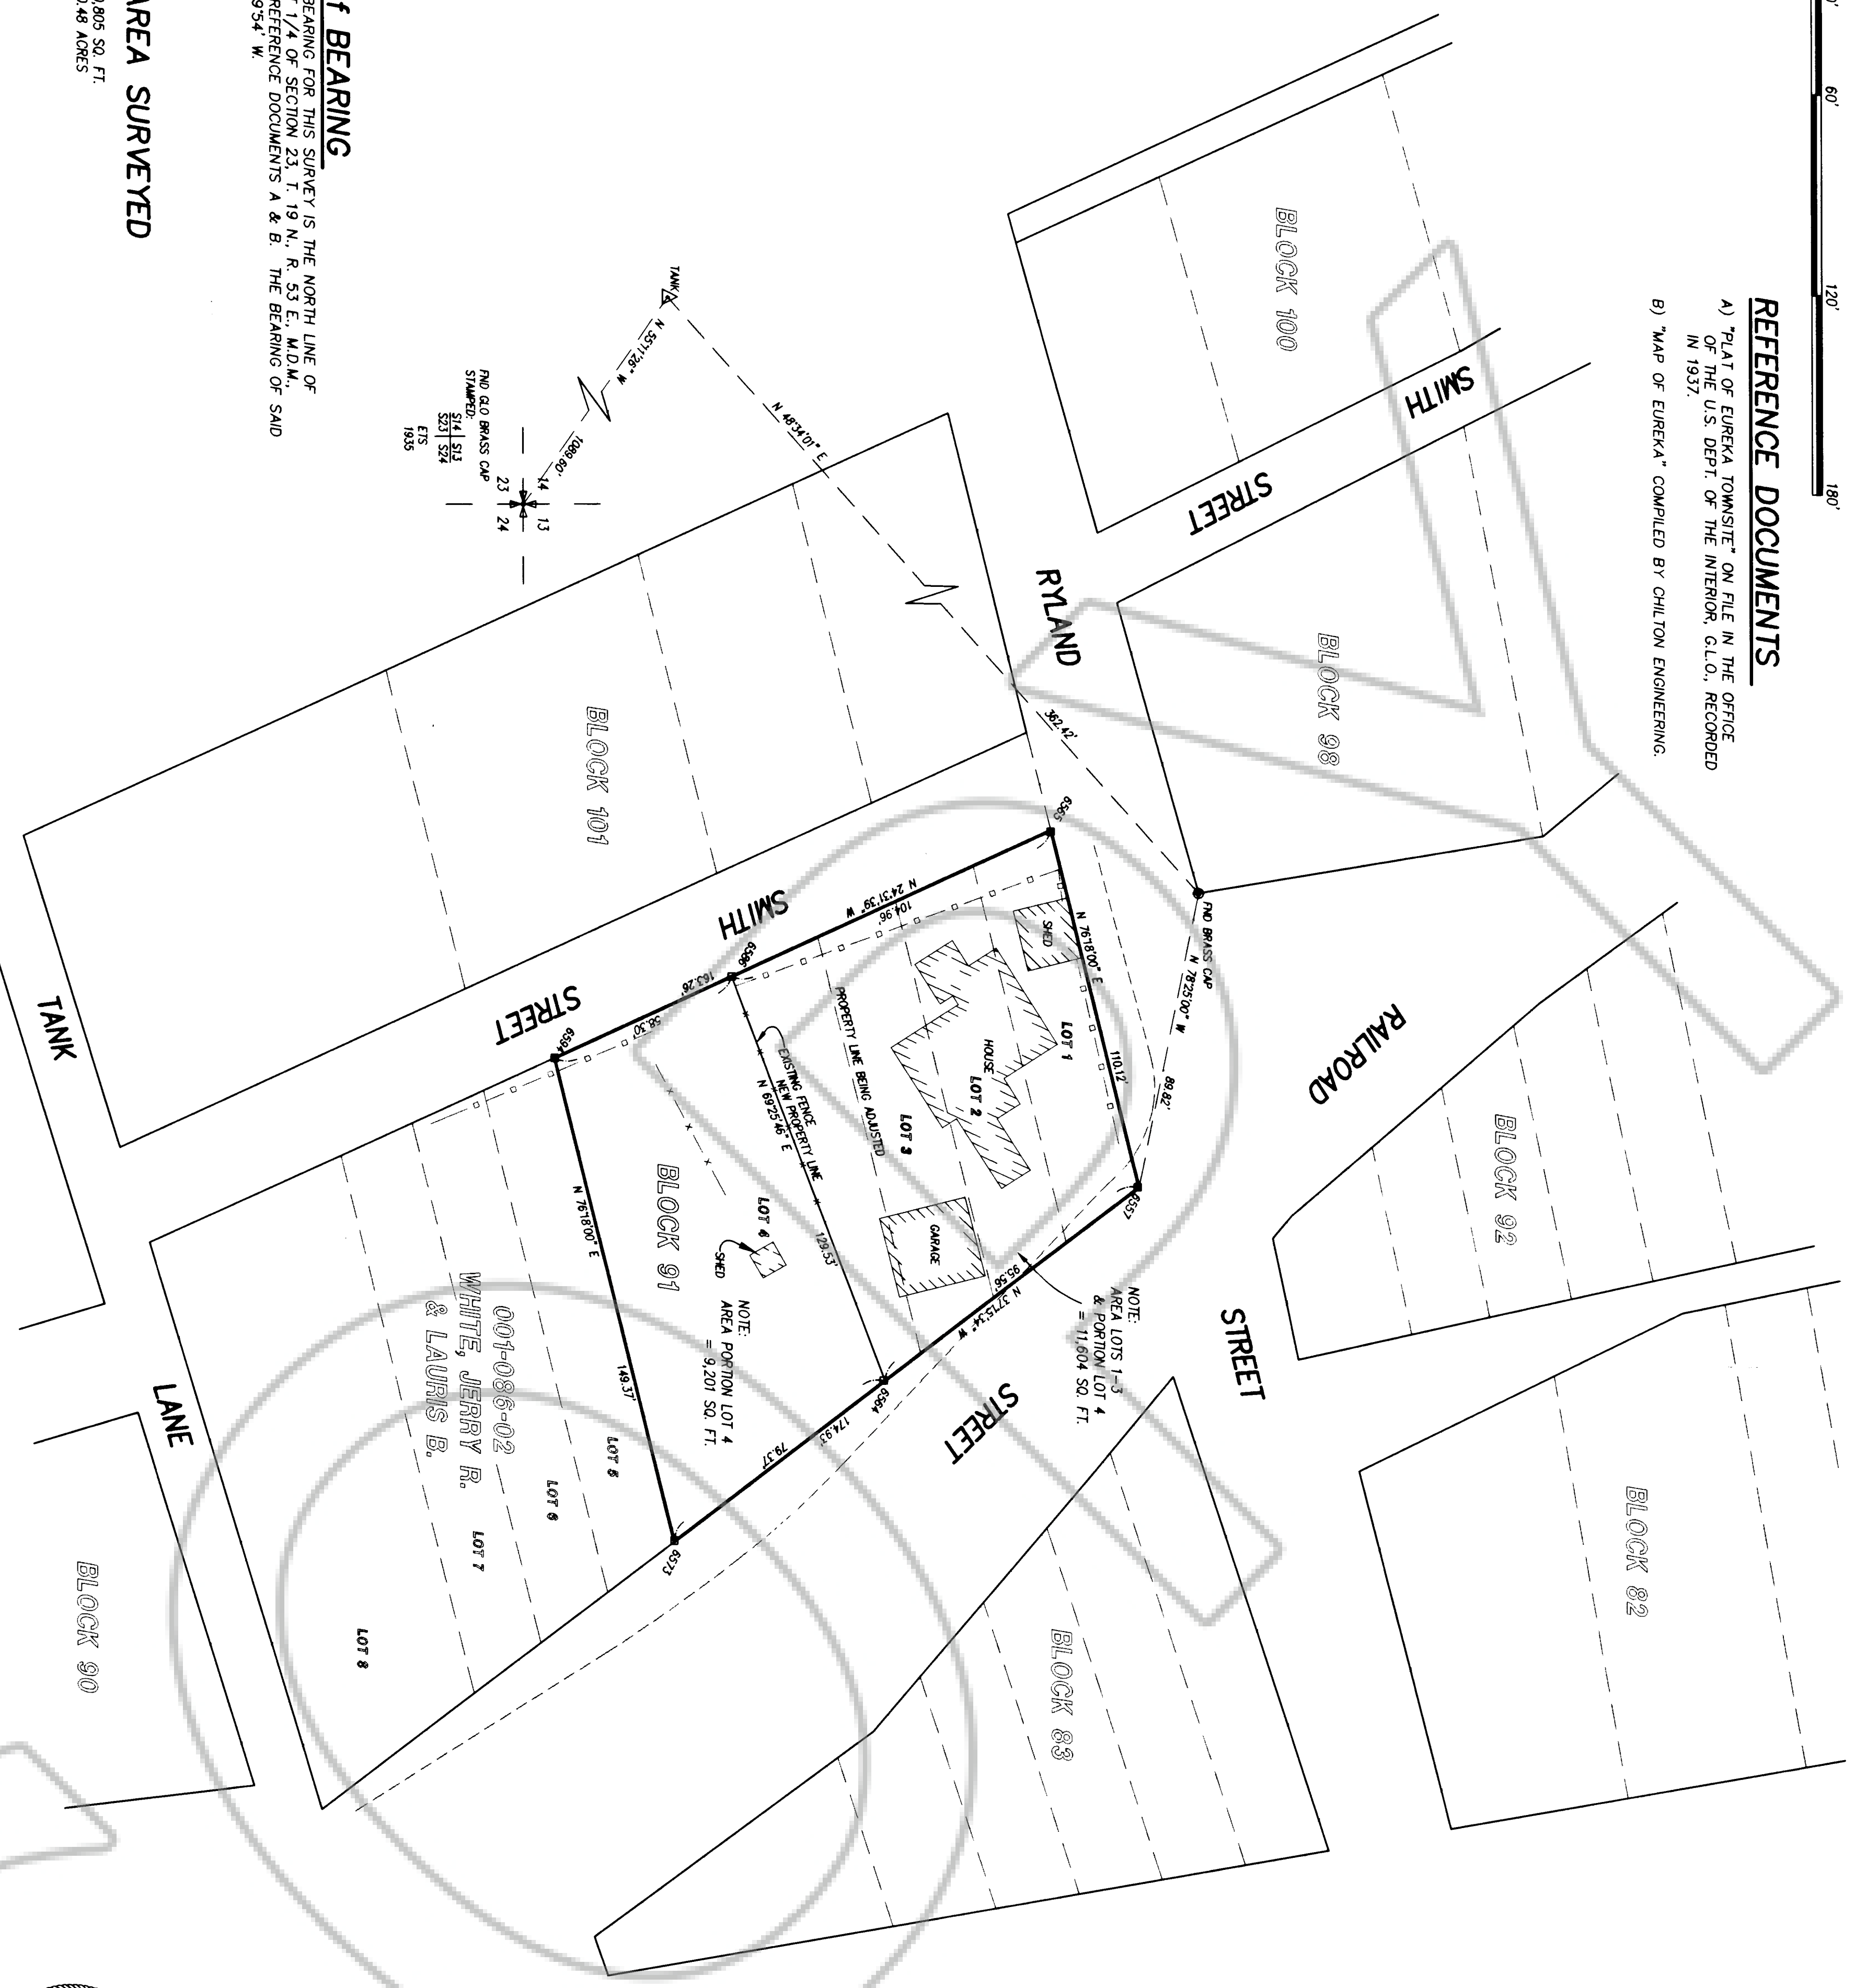 60'
120'
180'
REFERENCE DOCUMENTS
A) "PLAT OF EUREKA TOWNSITE" ON FILE IN THE OFFICE
OF THE U.S. DEPT. OF THE INTERIOR, G.L.O., RECORDED
IN 1937.
B) "MAP OF EUREKA" COMPILED BY CHILTON ENGINEERING.
f BEARING
BEARING FOR THIS SURVEY IS THE NORTH LINE OF
1/4 OF SECTION 23, T. 19 N., R. 53 E., M.D.M.,
REFERENCE DOCUMENTS A & B. THE BEARING OF SAID
9'54' W.
AREA SURVEYED
,805 SQ. FT.
.48 ACRES
BLOCK 100
SMITH
STREET
RYLAND
BLOCK 98
TANK
N 55'11'26" W
1089.60'
N 48'34'01" E
362.42'
FND GLO BRASS CAP
STAMPED:
S14 S13
S23 S24
ETS
1935
14 13
23 24
BLOCK 101
FND BRASS CAP
N 78'25'00" W
89.82'
RAILROAD
STREET
BLOCK 92
BLOCK 82
6565
N 76'18'00" E
110.12'
6557
N 24'31'39" W
104.96'
SHED
LOT 1
HOUSE
LOT 2
LOT 3
GARAGE
PROPERTY LINE BEING ADJUSTED
6586
163.26'
58.30'
EXISTING FENCE
NEW PROPERTY LINE
N 69'25'46" E
129.53'
SMITH
STREET
6594
95.56'
N 37'15'34" W
NOTE:
AREA LOTS 1-3
& PORTION LOT 4
= 11,604 SQ. FT.
6564
174.93'
79.37'
STREET
LOT 4
SHED
NOTE:
AREA PORTION LOT 4
= 9,201 SQ. FT.
BLOCK 91
N 76'18'00" E
149.37'
6573
001-086-02
WHITE, JERRY R.
& LAURIS B.
LOT 5
LOT 6
LOT 7
LOT 8
BLOCK 83
TANK
LANE
BLOCK 90